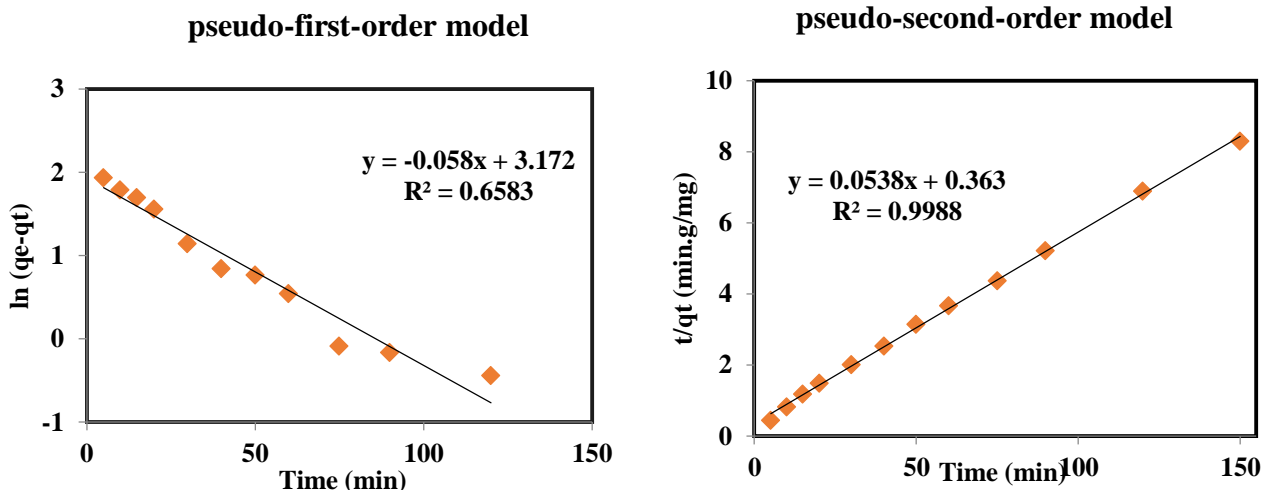 pseudo-first-order model
3
2
1
0
-1
ln (qe-qt)
y = -0.058x + 3.172
R² = 0.6583
0
50
100
150
Time (min)
pseudo-second-order model
10
8
6
4
2
0
t/qt (min.g/mg)
y = 0.0538x + 0.363
R² = 0.9988
0
50
100
150
Time (min)